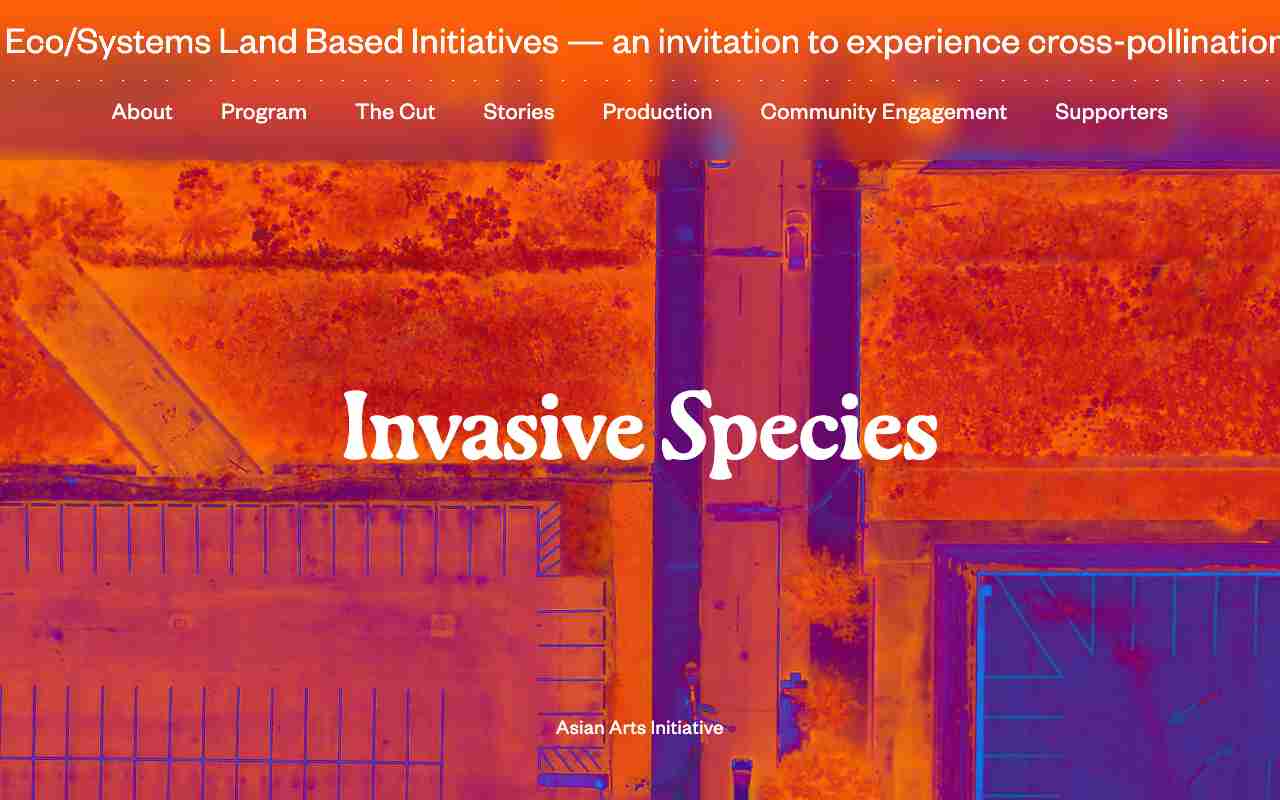 Eco/Systems Land Based Initiatives — an invitation to experience cross-pollination
About Program The Cut Stories Production Community Engagement Supporters
Invasive Species
Asian Arts Initiative